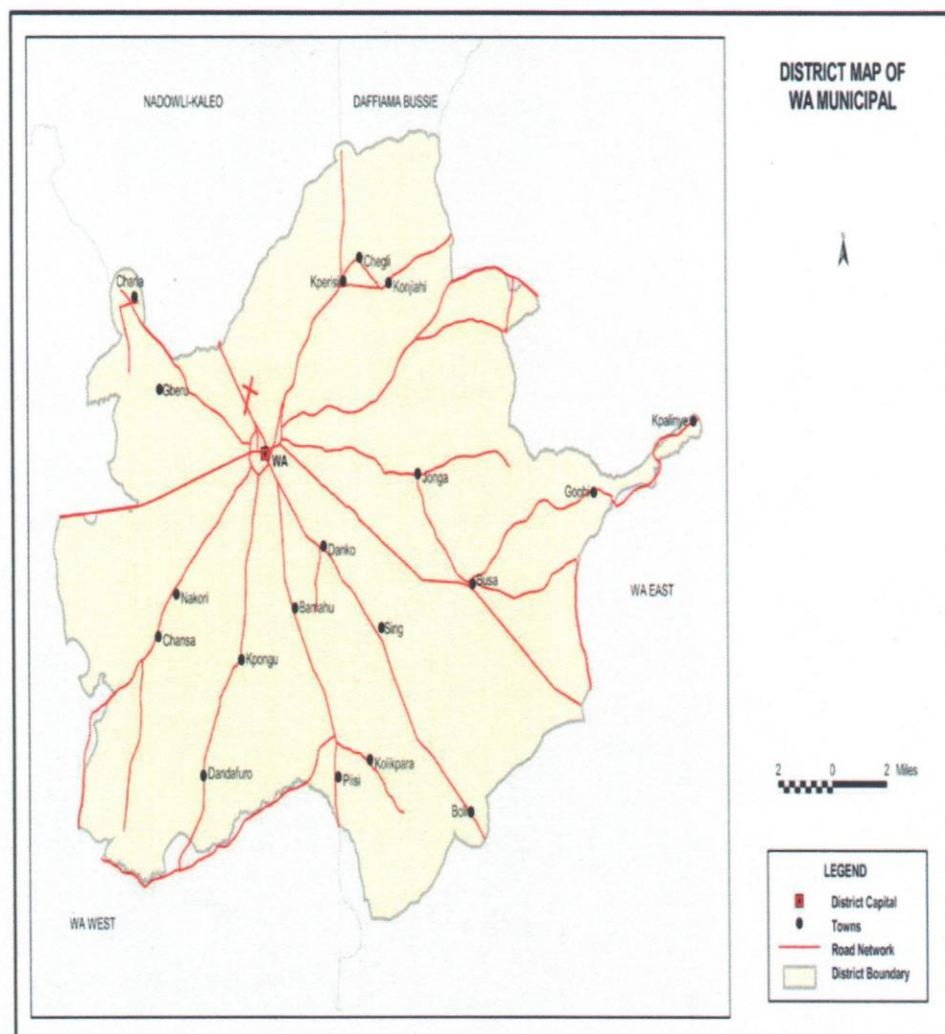 DISTRICT MAP OF
WA MUNICIPAL
NADOWLI-KALEO
DAFFIAMA BUSSIE
Chegli
Kperisi
Konjiahi
Charia
Gberu
Kpalinye
WA
Jonga
Goohi
Danko
Busa
WA EAST
Nakori
Bamahu
Sing
Chansa
Kpongu
Kolikpara
Dandafuro
Piisi
Boli
WA WEST
2 0 2 Miles
LEGEND
District Capital
Towns
Road Network
District Boundary